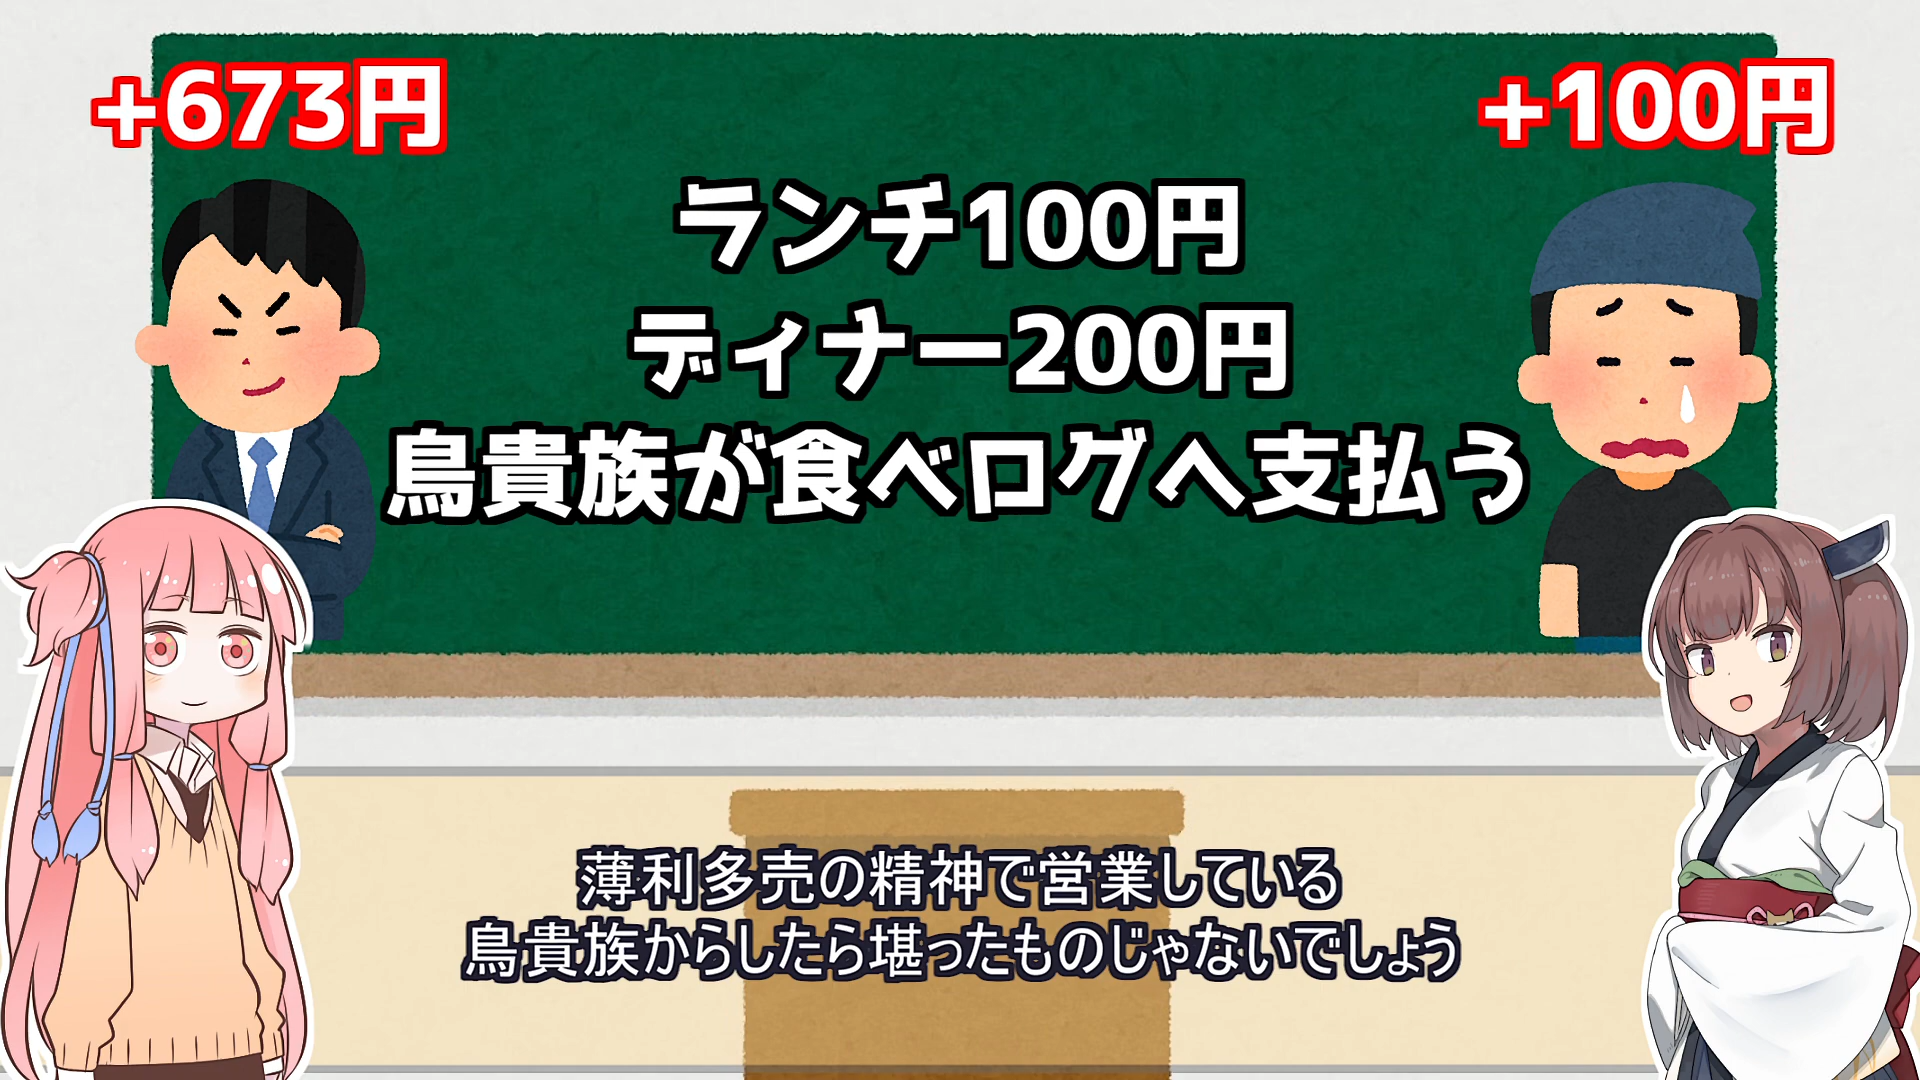 +673円
+100円
ランチ100円
ディナー200円
鳥貴族が食べログへ支払う
薄利多売の精神で営業している
鳥貴族からしたら堪ったものじゃないでしょう